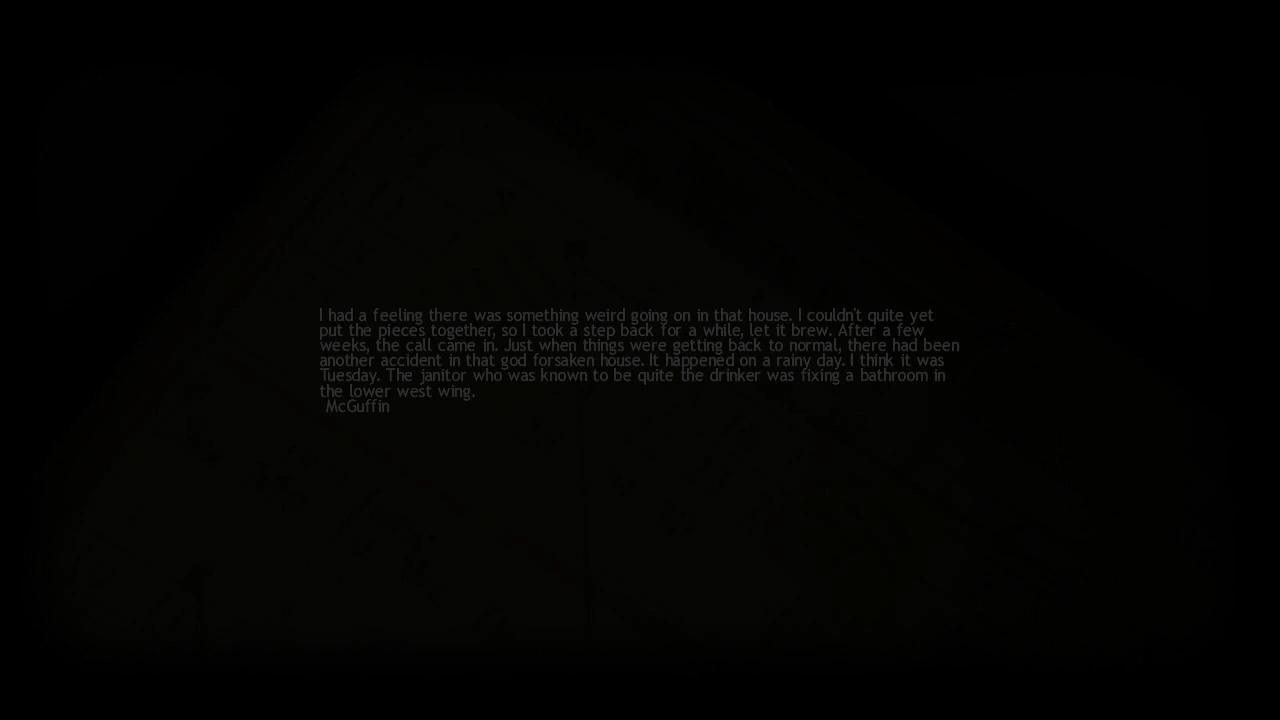 I had a feeling there was something weird going on in that house. I couldn't quite yet
put the pieces together, so I took a step back for a while, let it brew. After a few
weeks, the call came in. Just when things were getting back to normal, there had been
another accident in that god forsaken house. It happened on a rainy day. I think it was
Tuesday. The janitor who was known to be quite the drinker was fixing a bathroom in
the lower west wing.
McGuffin